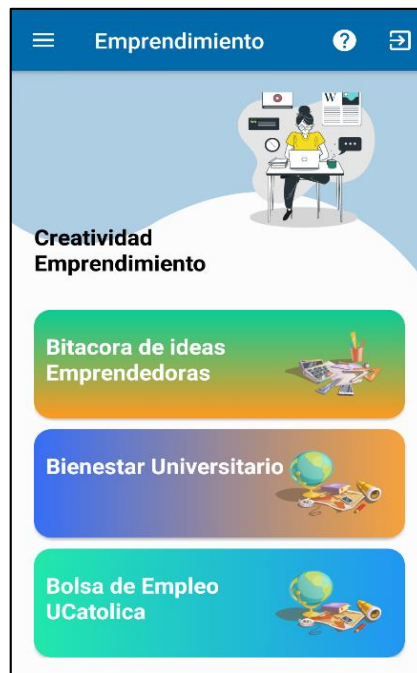 Emprendimiento
?
W
Creatividad
Emprendimiento
Bitacora de ideas
Emprendedoras
Bienestar Universitario
Bolsa de Empleo
UCatolica